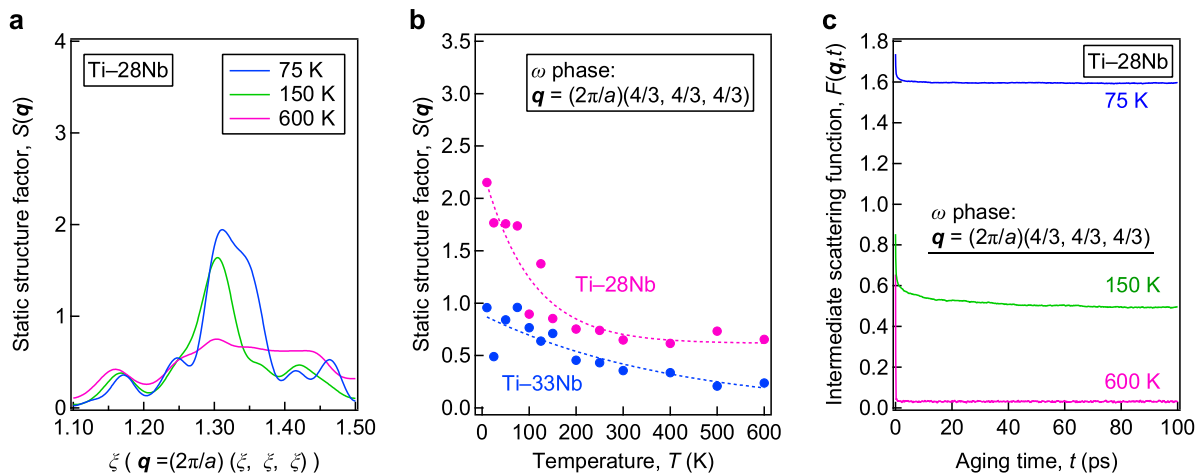 a
Static structure factor, S(q)
4
3
2
1
0
Ti–28Nb
75 K
150 K
600 K
1.10
1.20
1.30
1.40
1.50
ξ ( q =(2π/a) (ξ, ξ, ξ) )
b
Static structure factor, S(q)
3.5
3.0
2.5
2.0
1.5
1.0
0.5
0.0
ω phase:
q = (2π/a)(4/3, 4/3, 4/3)
Ti–28Nb
Ti–33Nb
0
100
200
300
400
500
600
Temperature, T (K)
c
Intermediate scattering function, F(q,t)
1.8
1.6
1.4
1.2
1.0
0.8
0.6
0.4
0.2
0.0
Ti–28Nb
75 K
ω phase:
q = (2π/a)(4/3, 4/3, 4/3)
150 K
600 K
0
20
40
60
80
100
Aging time, t (ps)